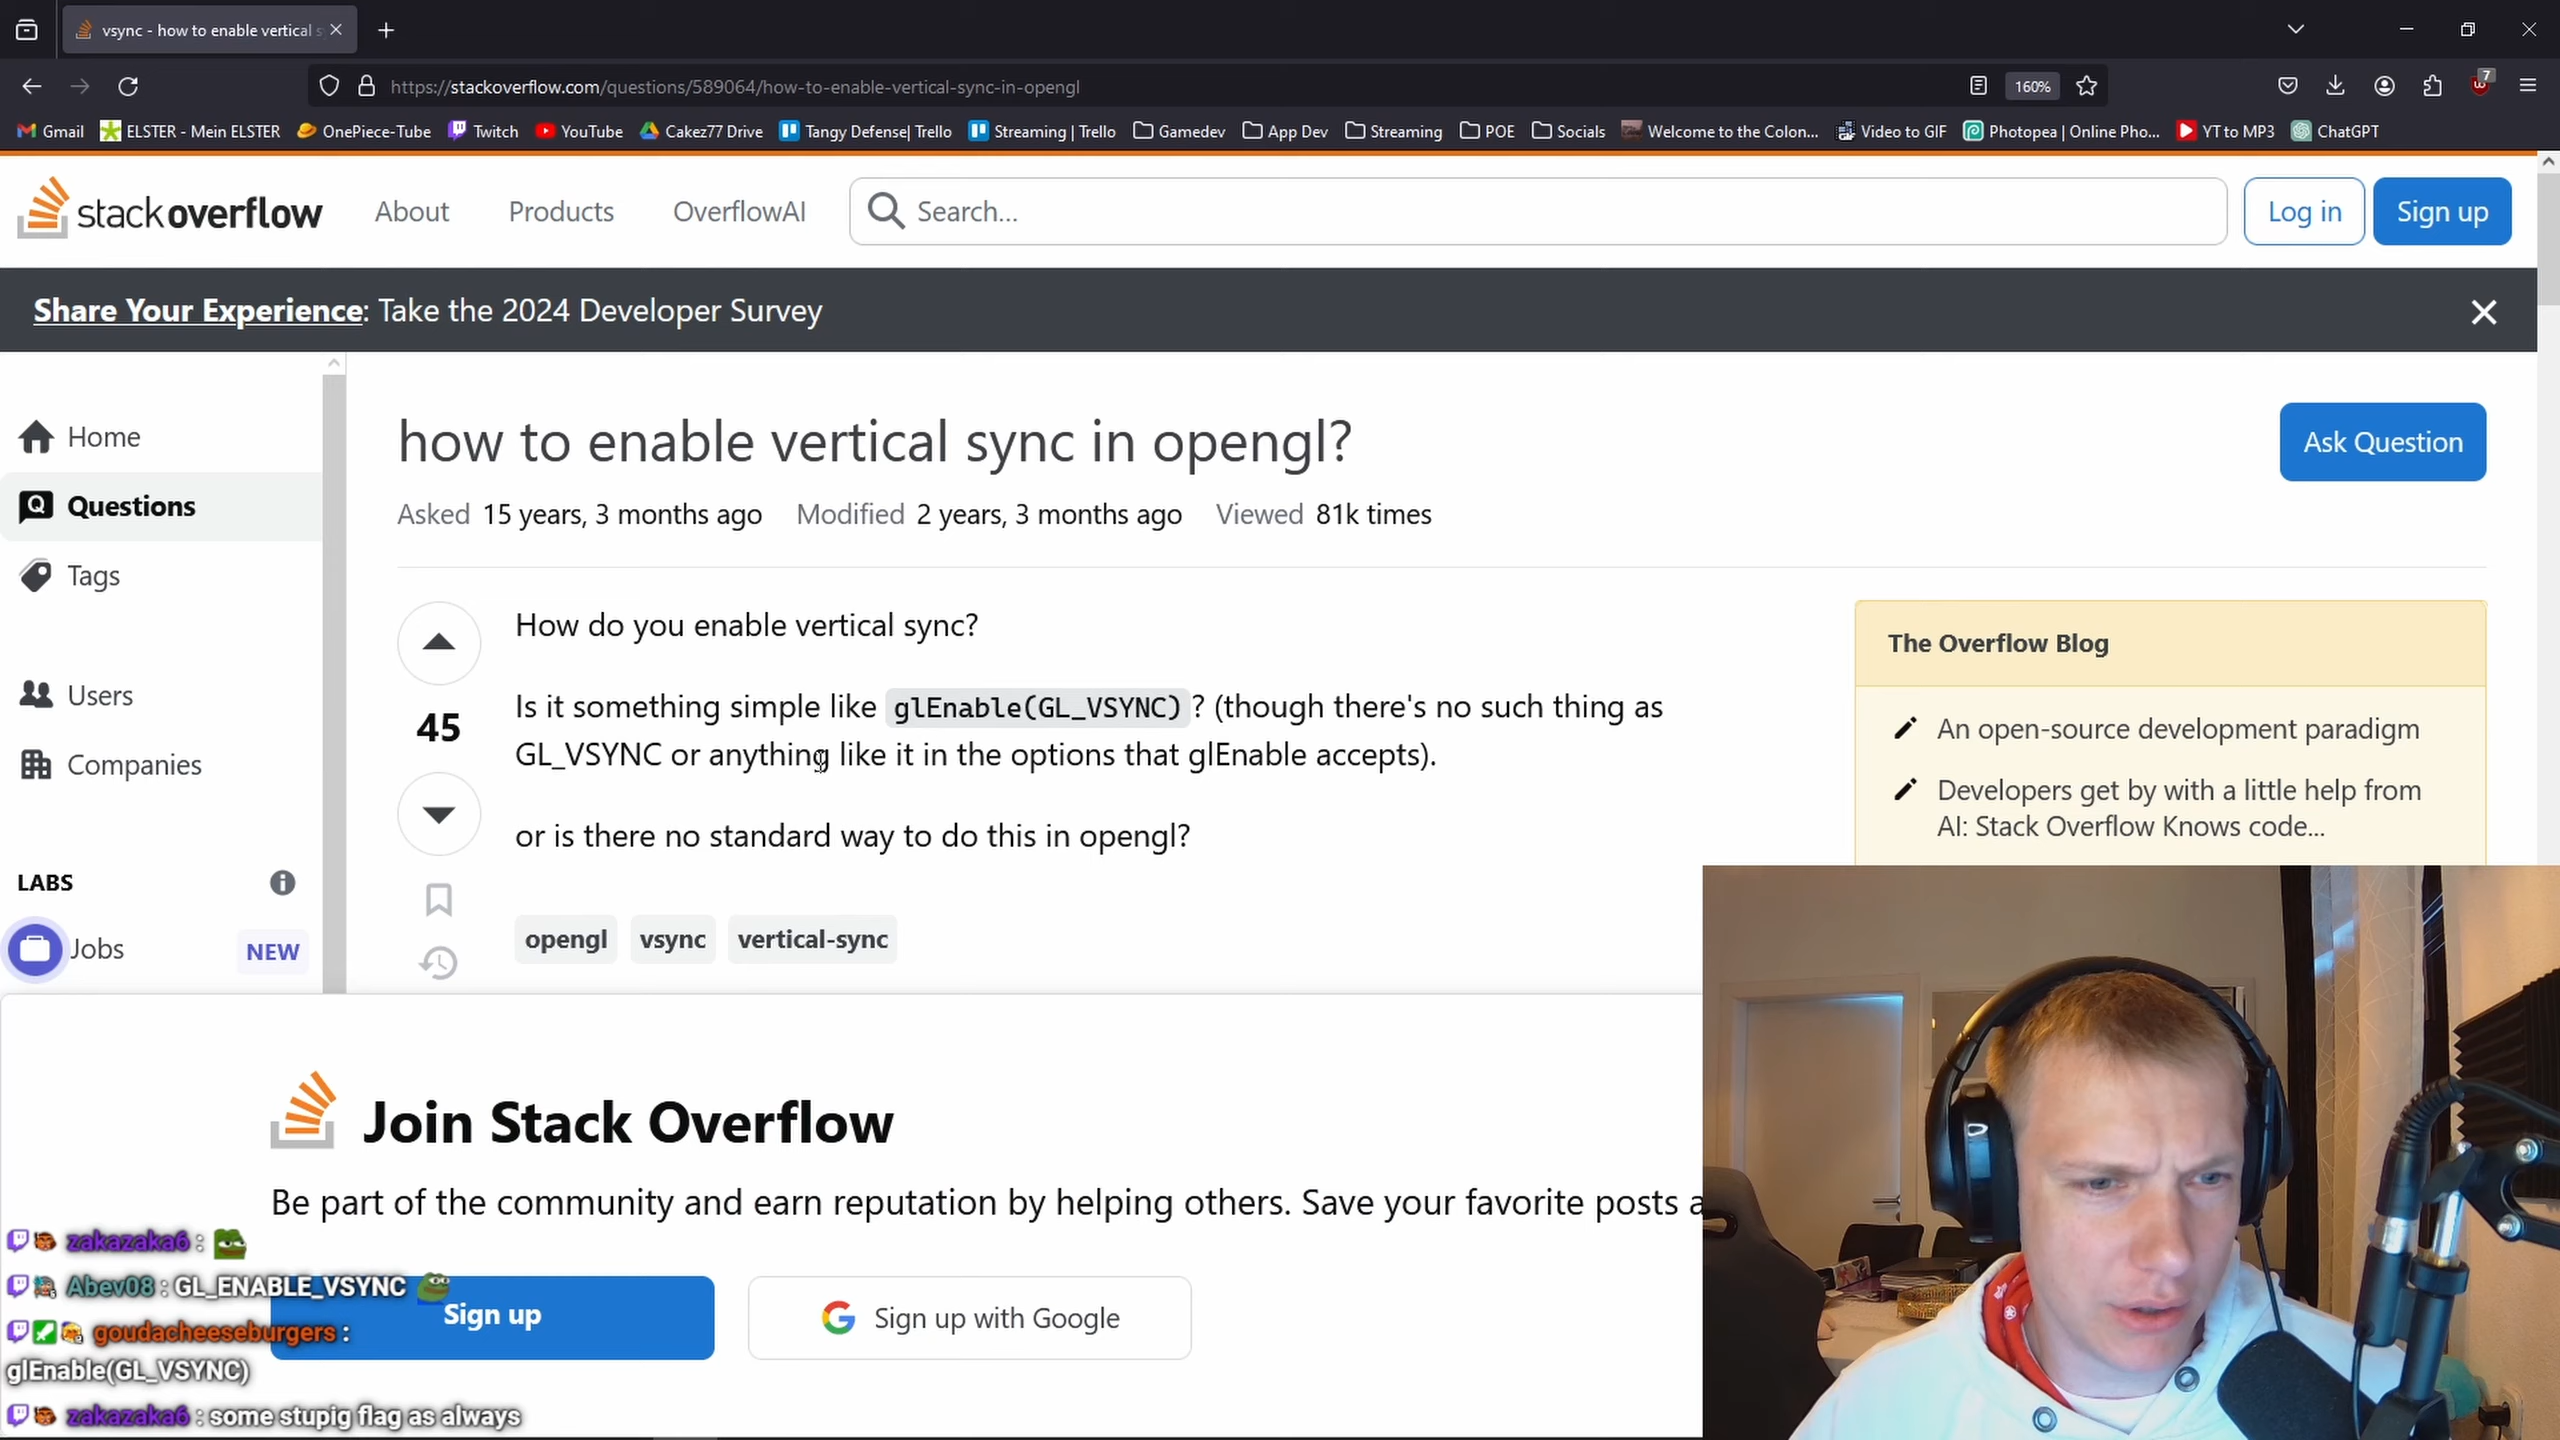 vsync - how to enable vertical s
https://stackoverflow.com/questions/589064/how-to-enable-vertical-sync-in-opengl
160%
7
Gmail
ELSTER - Mein ELSTER
OnePiece-Tube
Twitch
YouTube
Cakez77 Drive
Tangy Defense| Trello
Streaming | Trello
Gamedev
App Dev
Streaming
POE
Socials
Welcome to the Colon...
Video to GIF
Photopea | Online Pho...
YT to MP3
ChatGPT
stackoverflow
About
Products
OverflowAI
Search...
Log in
Sign up
Share Your Experience: Take the 2024 Developer Survey
Home
Questions
Tags
Users
Companies
LABS
Jobs
NEW
how to enable vertical sync in opengl?
Ask Question
Asked 15 years, 3 months ago Modified 2 years, 3 months ago Viewed 81k times
45
How do you enable vertical sync?
Is it something simple like glEnable(GL_VSYNC)? (though there's no such thing as
GL_VSYNC or anything like it in the options that glEnable accepts).
or is there no standard way to do this in opengl?
opengl vsync vertical-sync
The Overflow Blog
An open-source development paradigm
Developers get by with a little help from
AI: Stack Overflow Knows code...
Join Stack Overflow
Be part of the community and earn reputation by helping others. Save your favorite posts a
Sign up
Sign up with Google
zakazaka6 :
Abev08 : GL_ENABLE_VSYNC
goudacheeseburgers :
glEnable(GL_VSYNC)
zakazaka6 : some stupig flag as always